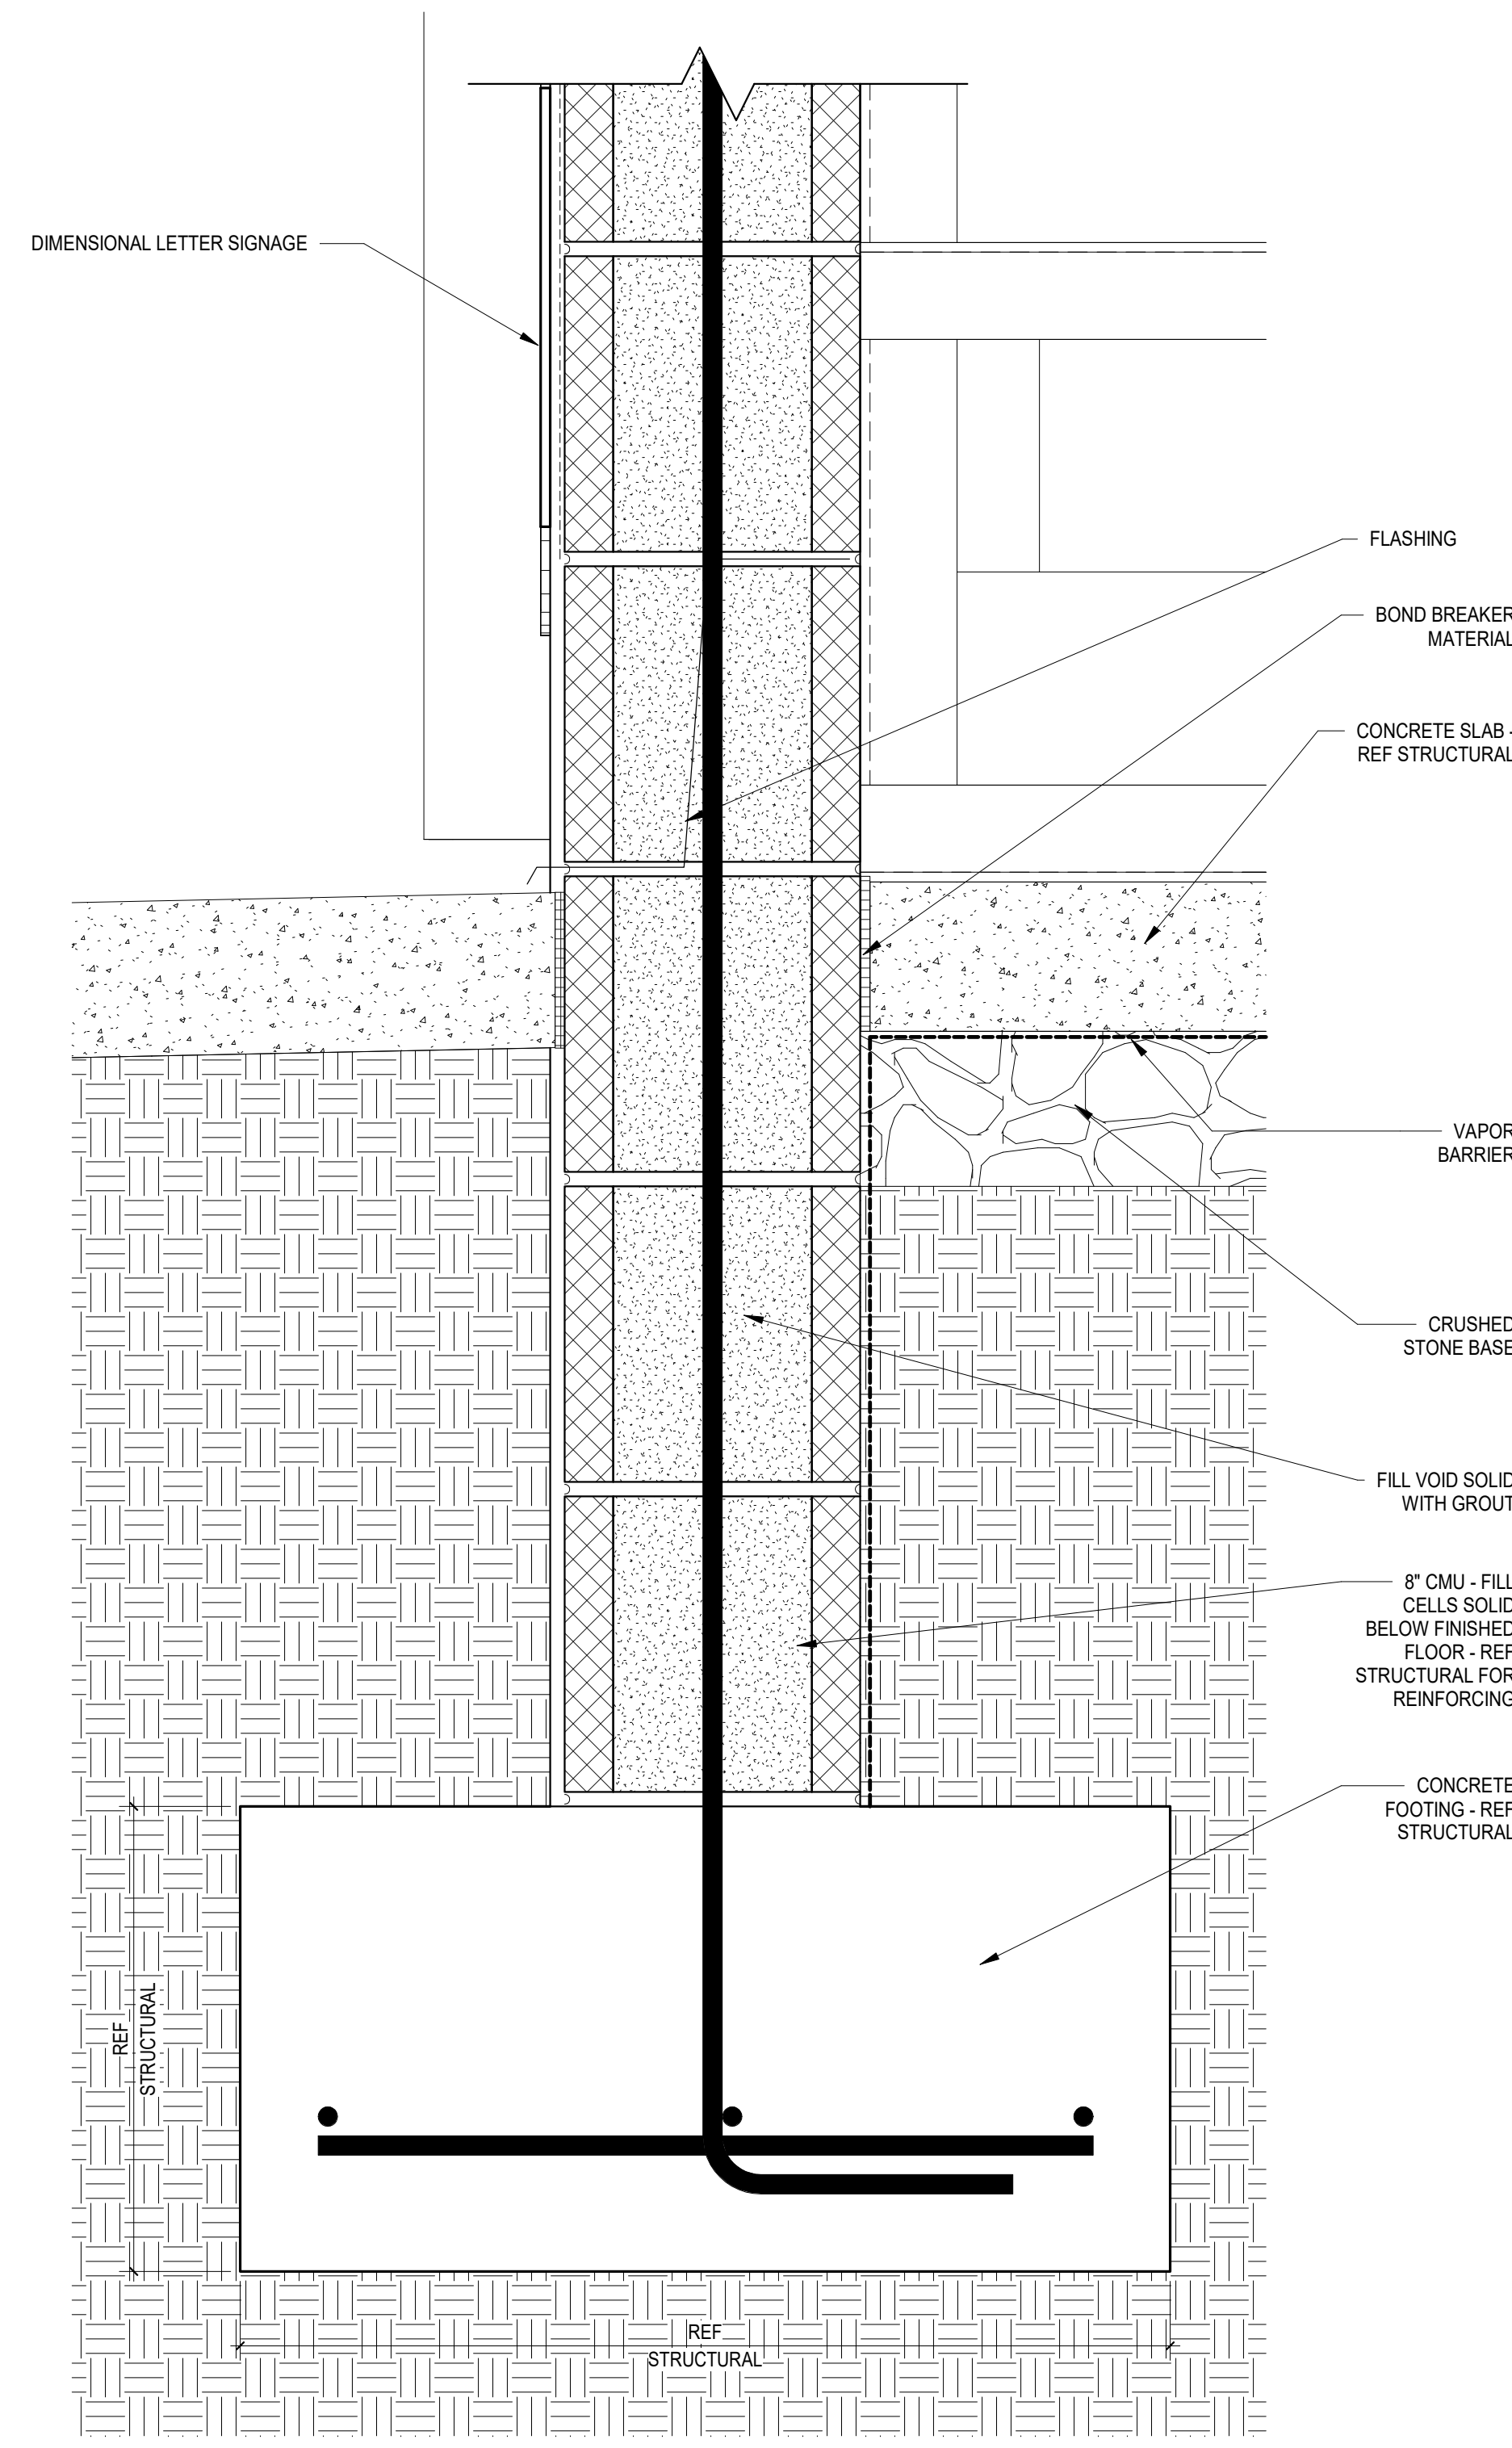 DIMENSIONAL LETTER SIGNAGE
FLASHING
BOND BREAKER
MATERIAL
CONCRETE SLAB -
REF STRUCTURAL
VAPOR
BARRIER
CRUSHED
STONE BASE
FILL VOID SOLID
WITH GROUT
8" CMU - FILL
CELLS SOLID
BELOW FINISHED
FLOOR - REF
STRUCTURAL FOR
REINFORCING
CONCRETE
FOOTING - REF
STRUCTURAL
REF
STRUCTURAL
REF
STRUCTURAL